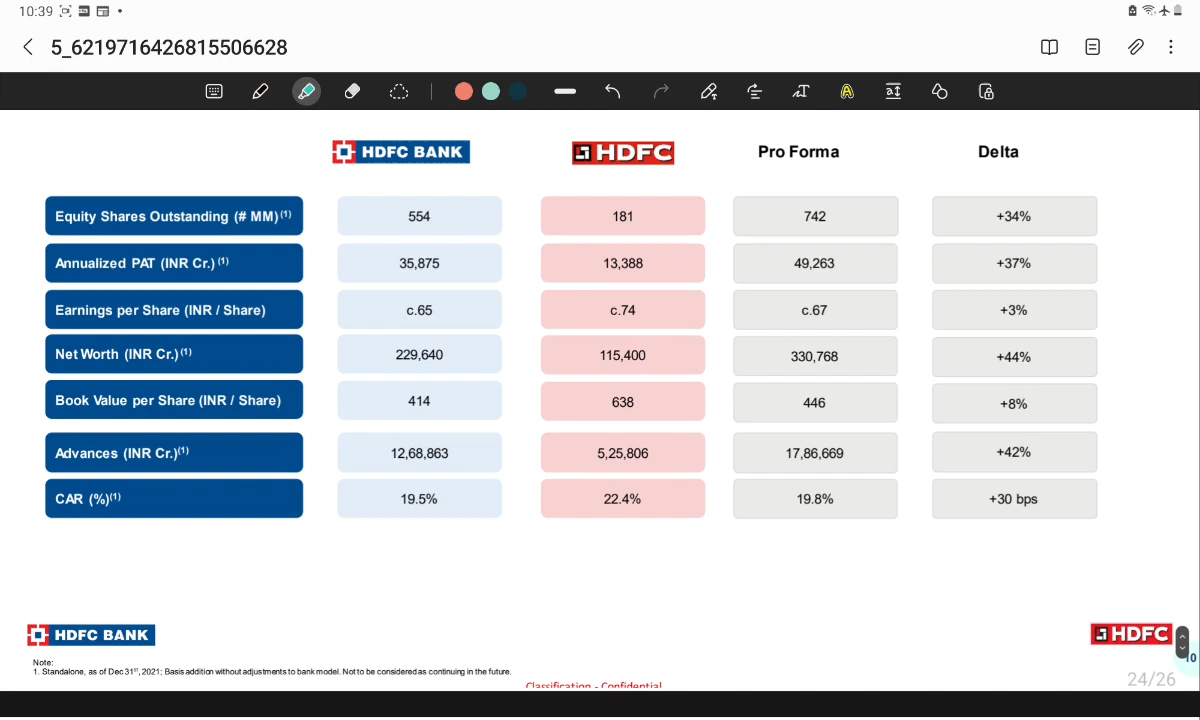 10:39
5_6219716426815506628
HDFC BANK HDFC Pro Forma Delta
Equity Shares Outstanding (# MM)(1) 554 181 742 +34%
Annualized PAT (INR Cr.)(1) 35,875 13,388 49,263 +37%
Earnings per Share (INR / Share) c.65 c.74 c.67 +3%
Net Worth (INR Cr.)(1) 229,640 115,400 330,768 +44%
Book Value per Share (INR / Share) 414 638 446 +8%
Advances (INR Cr.)(1) 12,68,863 5,25,806 17,86,669 +42%
CAR (%)(1) 19.5% 22.4% 19.8% +30 bps
HDFC BANK HDFC
10
Note:
1. Standalone, as of Dec 31st, 2021; Basis addition without adjustments to bank model. Not to be considered as continuing in the future.
Classification - Confidential
24/26